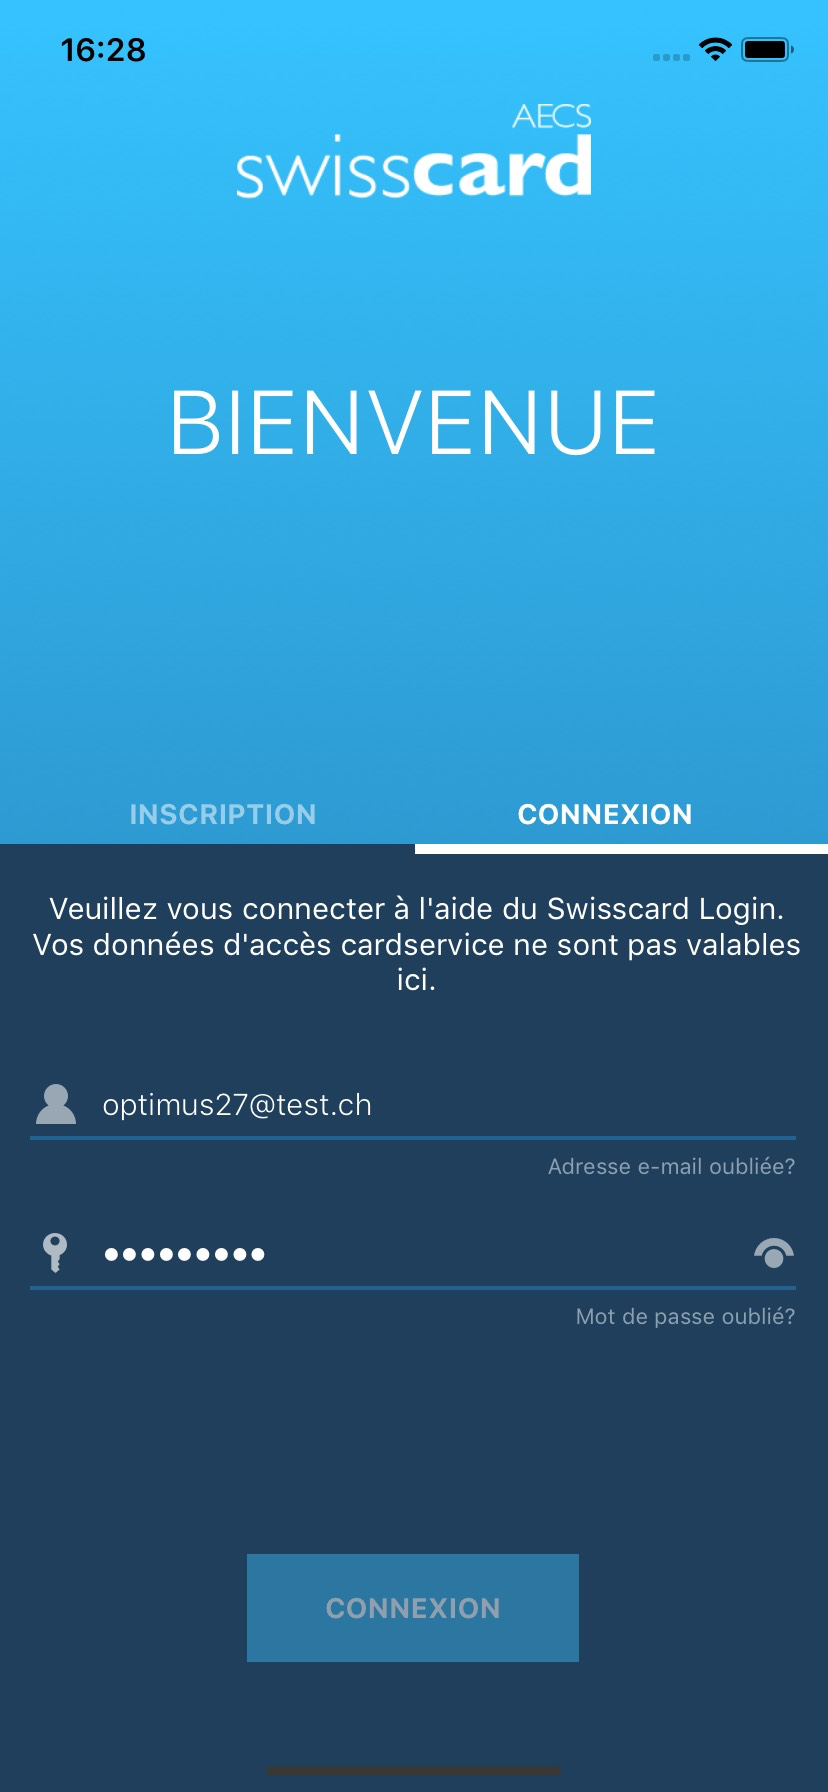 16:28
AECS
swisscard
BIENVENUE
INSCRIPTION CONNEXION
Veuillez vous connecter à l'aide du Swisscard Login.
Vos données d'accès cardservice ne sont pas valables
ici.
optimus27@test.ch
Adresse e-mail oubliée?
•••••••••
Mot de passe oublié?
CONNEXION